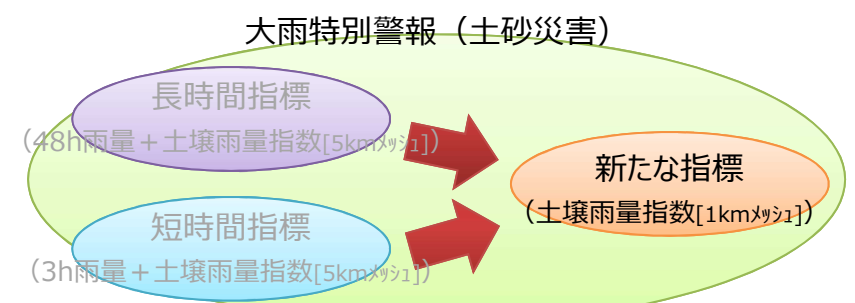 大雨特別警報（土砂災害）
長時間指標
（48h雨量＋土壌雨量指数[5kmﾒｯｼｭ]）
短時間指標
（3h雨量＋土壌雨量指数[5kmﾒｯｼｭ]）
新たな指標
（土壌雨量指数[1kmﾒｯｼｭ]）